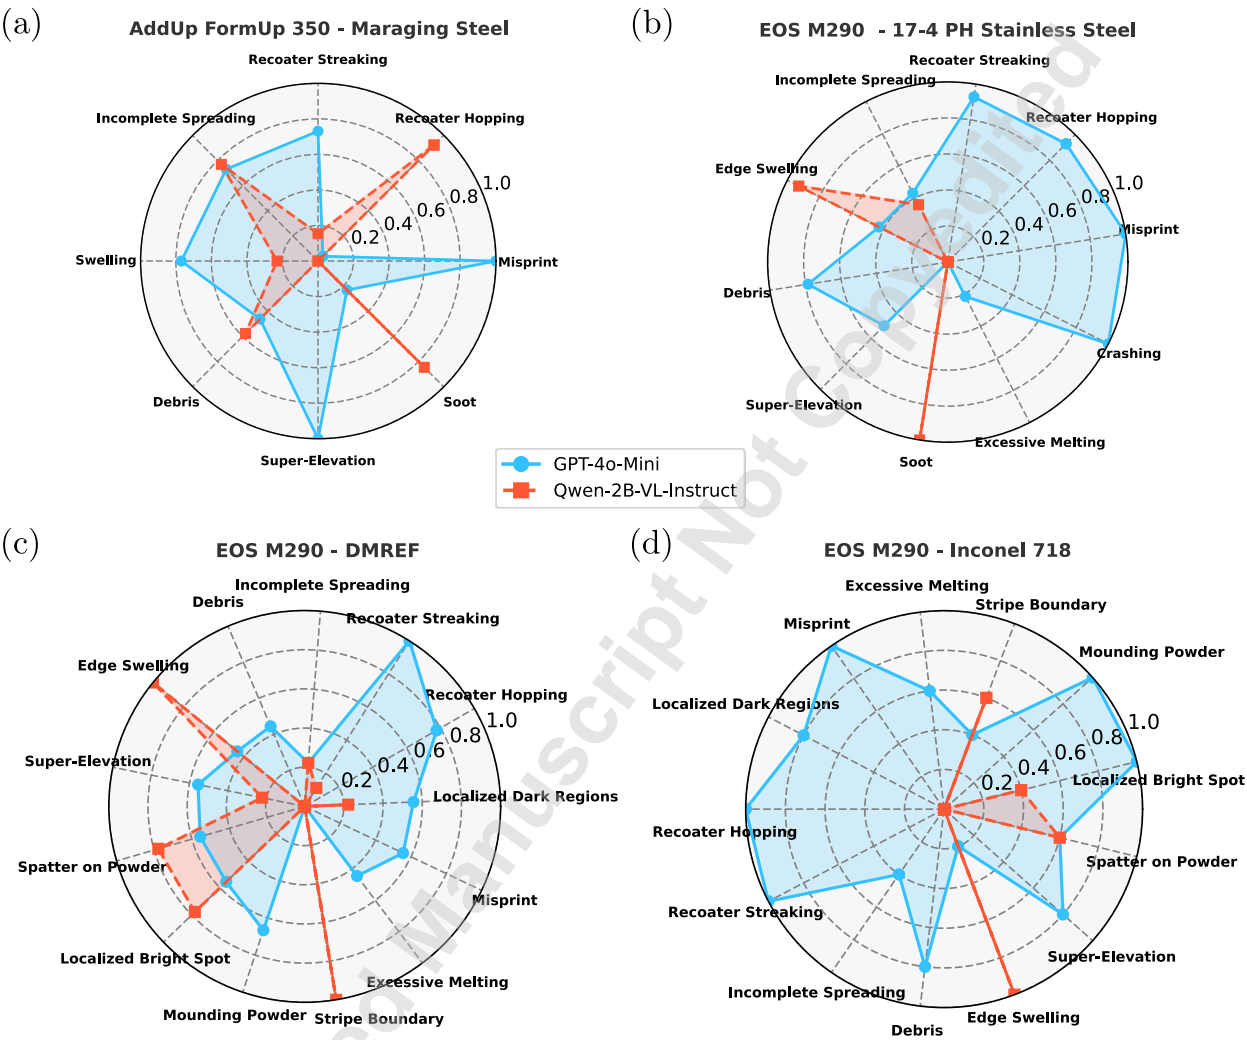 (a)
AddUp FormUp 350 - Maraging Steel
Recoater Streaking
Incomplete Spreading
Recoater Hopping
Swelling
Misprint
Debris
Soot
Super-Elevation
0.2
0.4
0.6
0.8
1.0
(b)
EOS M290 - 17-4 PH Stainless Steel
Recoater Streaking
Incomplete Spreading
Recoater Hopping
Edge Swelling
Misprint
Debris
Crashing
Super-Elevation
Excessive Melting
Soot
0.2
0.4
0.6
0.8
1.0
GPT-4o-Mini
Qwen-2B-VL-Instruct
(c)
EOS M290 - DMREF
Incomplete Spreading
Debris
Recoater Streaking
Edge Swelling
Recoater Hopping
Super-Elevation
Localized Dark Regions
Spatter on Powder
Misprint
Localized Bright Spot
Excessive Melting
Mounding Powder
Stripe Boundary
0.2
0.4
0.6
0.8
1.0
(d)
EOS M290 - Inconel 718
Excessive Melting
Stripe Boundary
Misprint
Mounding Powder
Localized Dark Regions
Localized Bright Spot
Recoater Hopping
Spatter on Powder
Recoater Streaking
Super-Elevation
Incomplete Spreading
Edge Swelling
Debris
0.2
0.4
0.6
0.8
1.0
Manuscript Not Copyedited